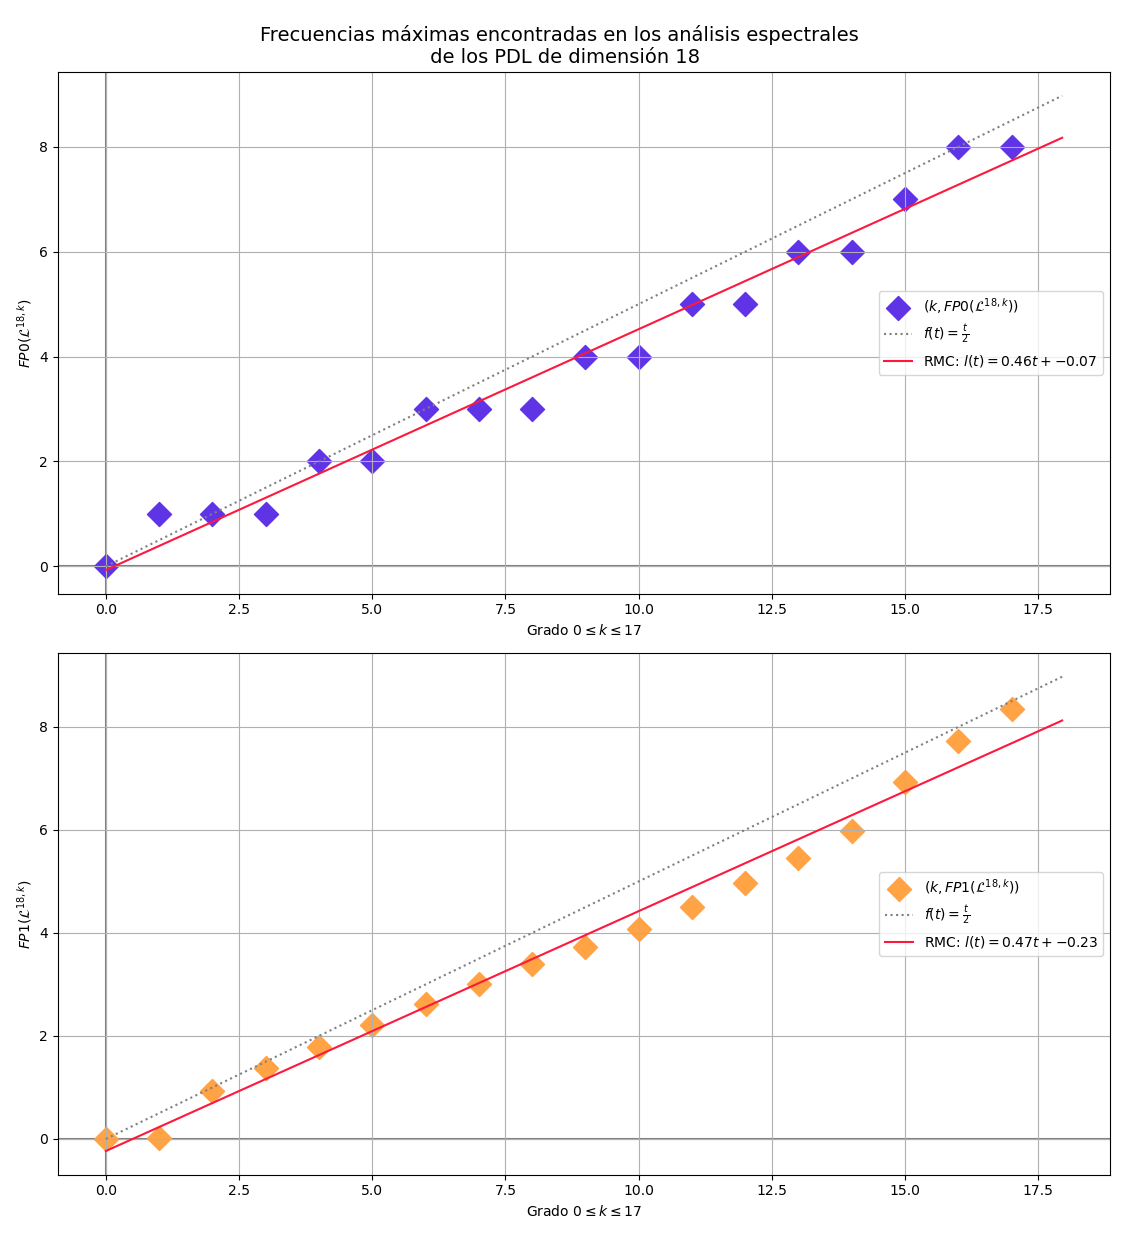 Frecuencias máximas encontradas en los análisis espectrales
de los PDL de dimensión 18
8
6
4
2
0
FP0(ℒ^{18,k})
(k, FP0(ℒ^{18,k}))
f(t) = t/2
RMC: l(t) = 0.46t + −0.07
0.0 2.5 5.0 7.5 10.0 12.5 15.0 17.5
Grado 0 ≤ k ≤ 17
8
6
4
2
0
FP1(ℒ^{18,k})
(k, FP1(ℒ^{18,k}))
f(t) = t/2
RMC: l(t) = 0.47t + −0.23
0.0 2.5 5.0 7.5 10.0 12.5 15.0 17.5
Grado 0 ≤ k ≤ 17